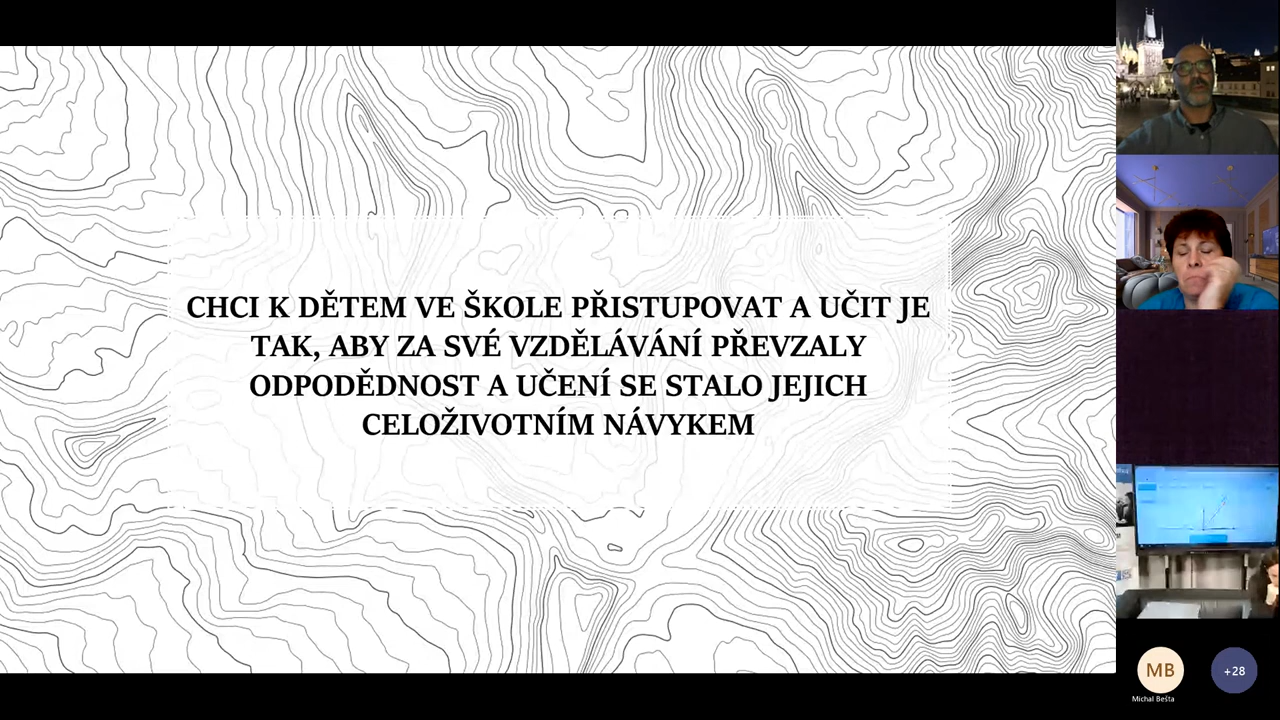 CHCI K DĚTEM VE ŠKOLE PŘISTUPOVAT A UČIT JE
TAK, ABY ZA SVÉ VZDĚLÁVÁNÍ PŘEVZALY
ODPODĚDNOST A UČENÍ SE STALO JEJICH
CELOŽIVOTNÍM NÁVYKEM
MB
+28
Michal Bešta